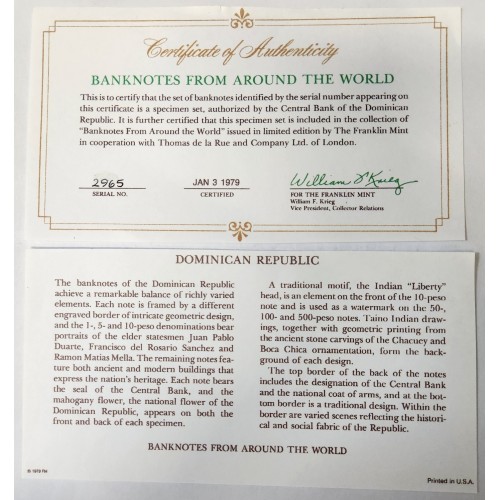 Certificate of Authenticity
BANKNOTES FROM AROUND THE WORLD
This is to certify that the set of banknotes identified by the serial number appearing on
this certificate is a specimen set, authorized by the Central Bank of the Dominican
Republic. It is further certified that this specimen set is included in the collection of
"Banknotes From Around the World" issued in limited edition by The Franklin Mint
in cooperation with Thomas de la Rue and Company Ltd. of London.
2965 JAN 3 1979 William F. Krieg
SERIAL NO. CERTIFIED FOR THE FRANKLIN MINT
William F. Krieg
Vice President, Collector Relations
DOMINICAN REPUBLIC
The banknotes of the Dominican Republic
achieve a remarkable balance of richly varied
elements. Each note is framed by a different
engraved border of intricate geometric design,
and the 1-, 5- and 10-peso denominations bear
portraits of the elder statesmen Juan Pablo
Duarte, Francisco del Rosario Sanchez and
Ramon Matias Mella. The remaining notes fea-
ture both ancient and modern buildings that
express the nation's heritage. Each note bears
the seal of the Central Bank, and the
mahogany flower, the national flower of the
Dominican Republic, appears on both the
front and back of each specimen.
A traditional motif, the Indian "Liberty"
head, is an element on the front of the 10-peso
note and is used as a watermark on the 50-,
100- and 500-peso notes. Taino Indian draw-
ings, together with geometric printing from
the ancient stone carvings of the Chacuey and
Boca Chica ornamentation, form the back-
ground of each design.
The top border of the back of the notes
includes the designation of the Central Bank
and the national coat of arms, and at the bot-
tom border is a traditional design. Within the
border are varied scenes reflecting the histori-
cal and social fabric of the Republic.
BANKNOTES FROM AROUND THE WORLD
Printed in U.S.A.